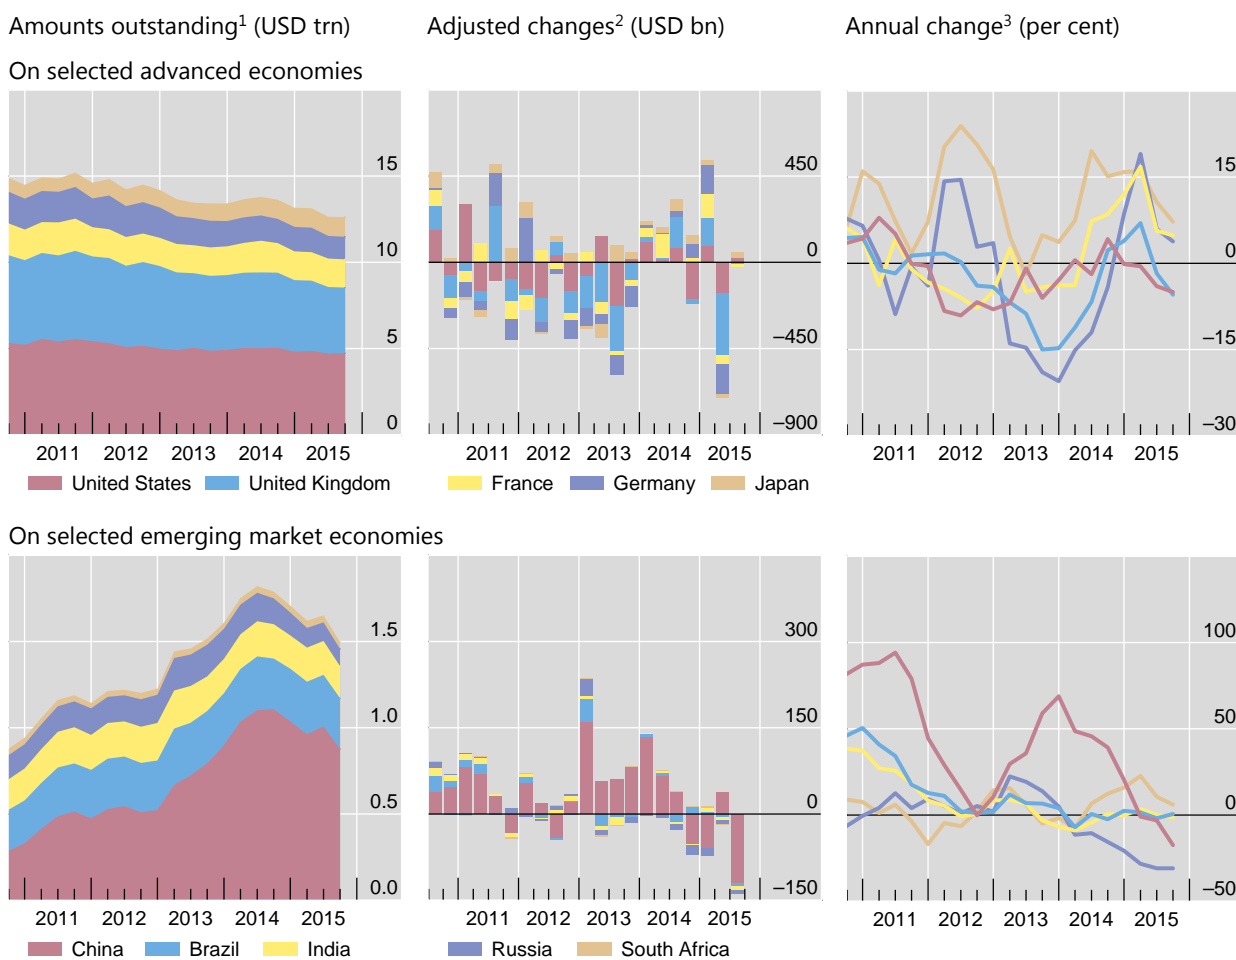 Amounts outstanding¹ (USD trn) Adjusted changes² (USD bn) Annual change³ (per cent)
On selected advanced economies
15 450 15
10 0 0
5 –450 –15
0 –900 –30
2011 2012 2013 2014 2015 2011 2012 2013 2014 2015 2011 2012 2013 2014 2015
United States United Kingdom France Germany Japan
On selected emerging market economies
1.5 300 100
1.0 150 50
0.5 0 0
0.0 –150 –50
2011 2012 2013 2014 2015 2011 2012 2013 2014 2015 2011 2012 2013 2014 2015
China Brazil India Russia South Africa